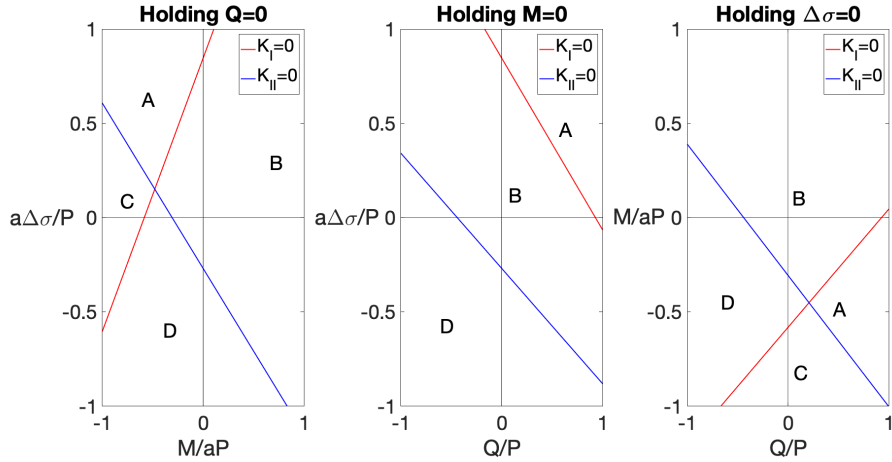 Holding Q=0
K_I=0
K_II=0
A
B
C
D
1
0.5
0
-0.5
-1
aΔσ/P
-1
0
1
M/aP
Holding M=0
K_I=0
K_II=0
A
B
D
1
0.5
0
-0.5
-1
aΔσ/P
-1
0
1
Q/P
Holding Δσ=0
K_I=0
K_II=0
B
D
A
C
1
0.5
0
-0.5
-1
M/aP
-1
0
1
Q/P